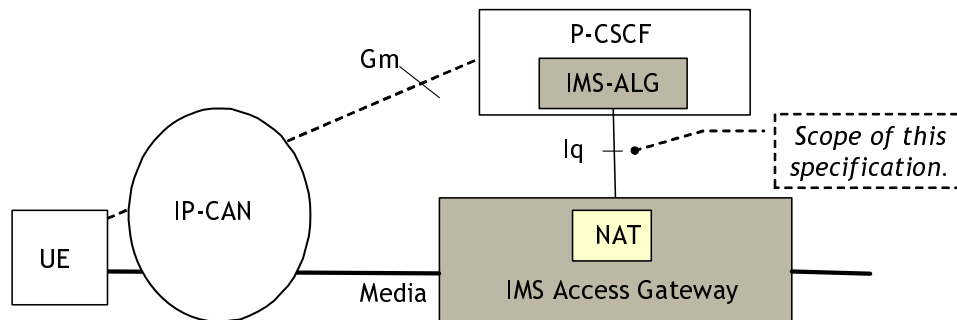 P-CSCF
Gm
IMS-ALG
Iq
Scope of this
specification.
IP-CAN
UE
NAT
Media
IMS Access Gateway